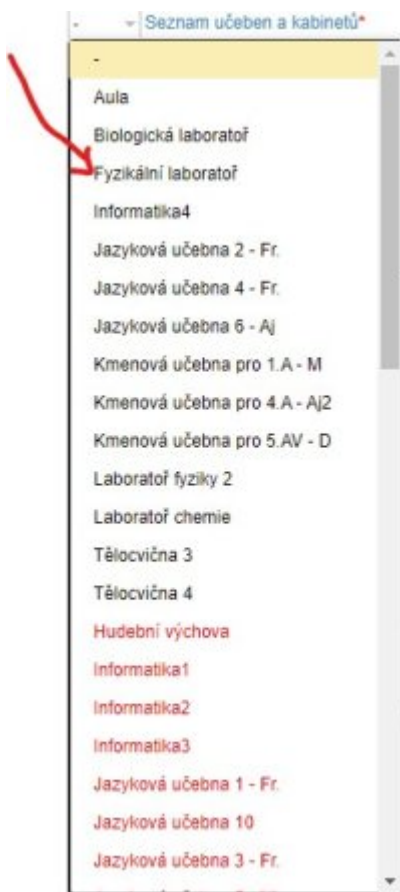 - Seznam učeben a kabinetů*
-
Aula
Biologická laboratoř
Fyzikální laboratoř
Informatika4
Jazyková učebna 2 - Fr.
Jazyková učebna 4 - Fr.
Jazyková učebna 6 - Aj
Kmenová učebna pro 1.A - M
Kmenová učebna pro 4.A - Aj2
Kmenová učebna pro 5.AV - D
Laboratoř fyziky 2
Laboratoř chemie
Tělocvična 3
Tělocvična 4
Hudební výchova
Informatika1
Informatika2
Informatika3
Jazyková učebna 1 - Fr.
Jazyková učebna 10
Jazyková učebna 3 - Fr.